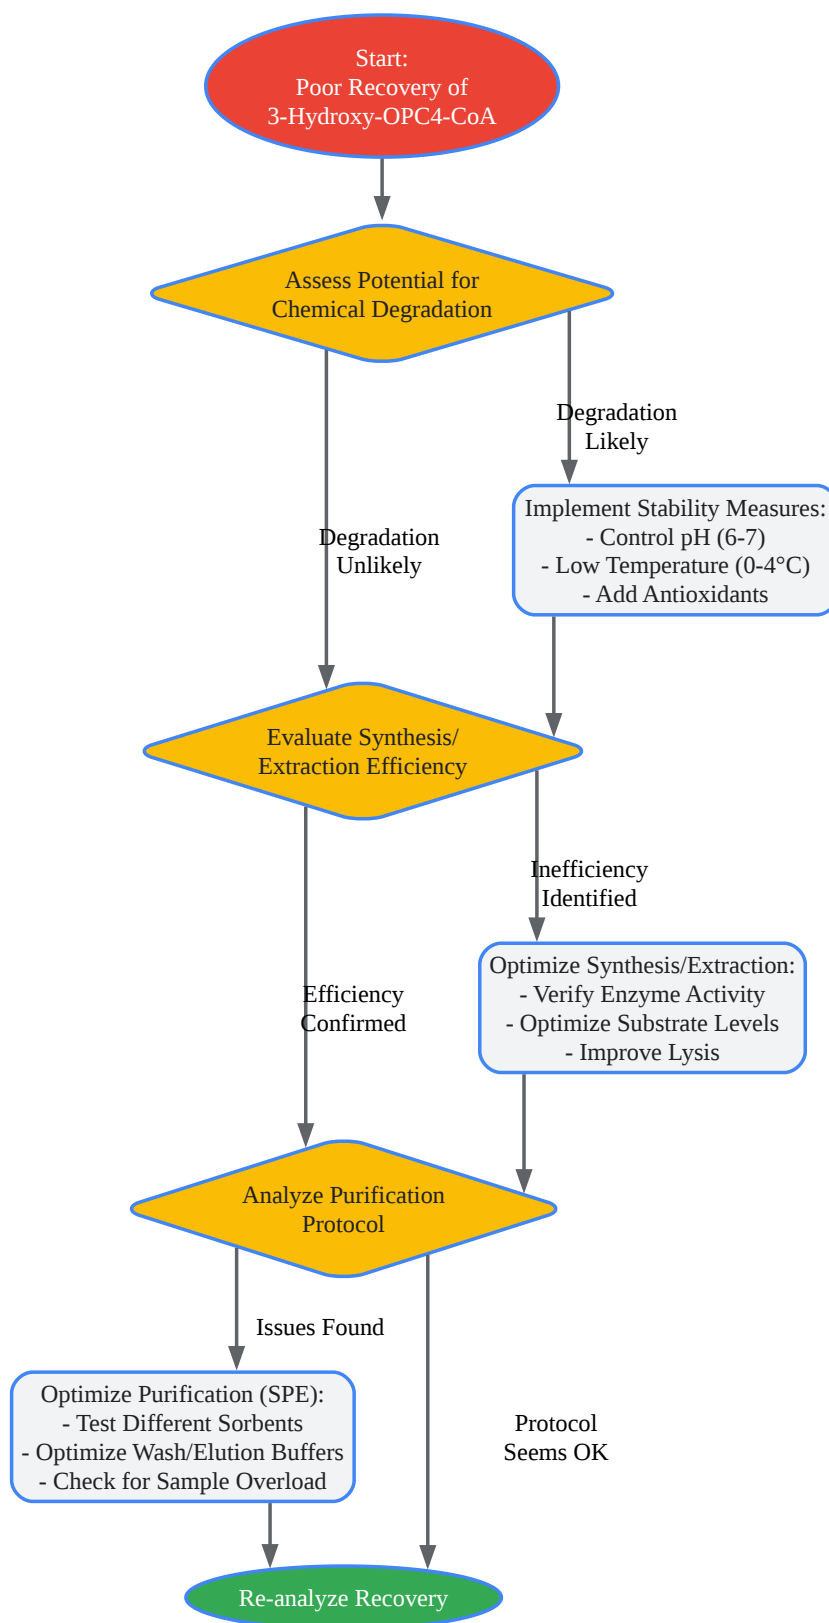 Start:
Poor Recovery of
3-Hydroxy-OPC4-CoA
Assess Potential for
Chemical Degradation
Degradation
Likely
Implement Stability Measures:
- Control pH (6-7)
- Low Temperature (0-4°C)
- Add Antioxidants
Degradation
Unlikely
Evaluate Synthesis/
Extraction Efficiency
Inefficiency
Identified
Optimize Synthesis/Extraction:
- Verify Enzyme Activity
- Optimize Substrate Levels
- Improve Lysis
Efficiency
Confirmed
Analyze Purification
Protocol
Issues Found
Optimize Purification (SPE):
- Test Different Sorbents
- Optimize Wash/Elution Buffers
- Check for Sample Overload
Protocol
Seems OK
Re-analyze Recovery